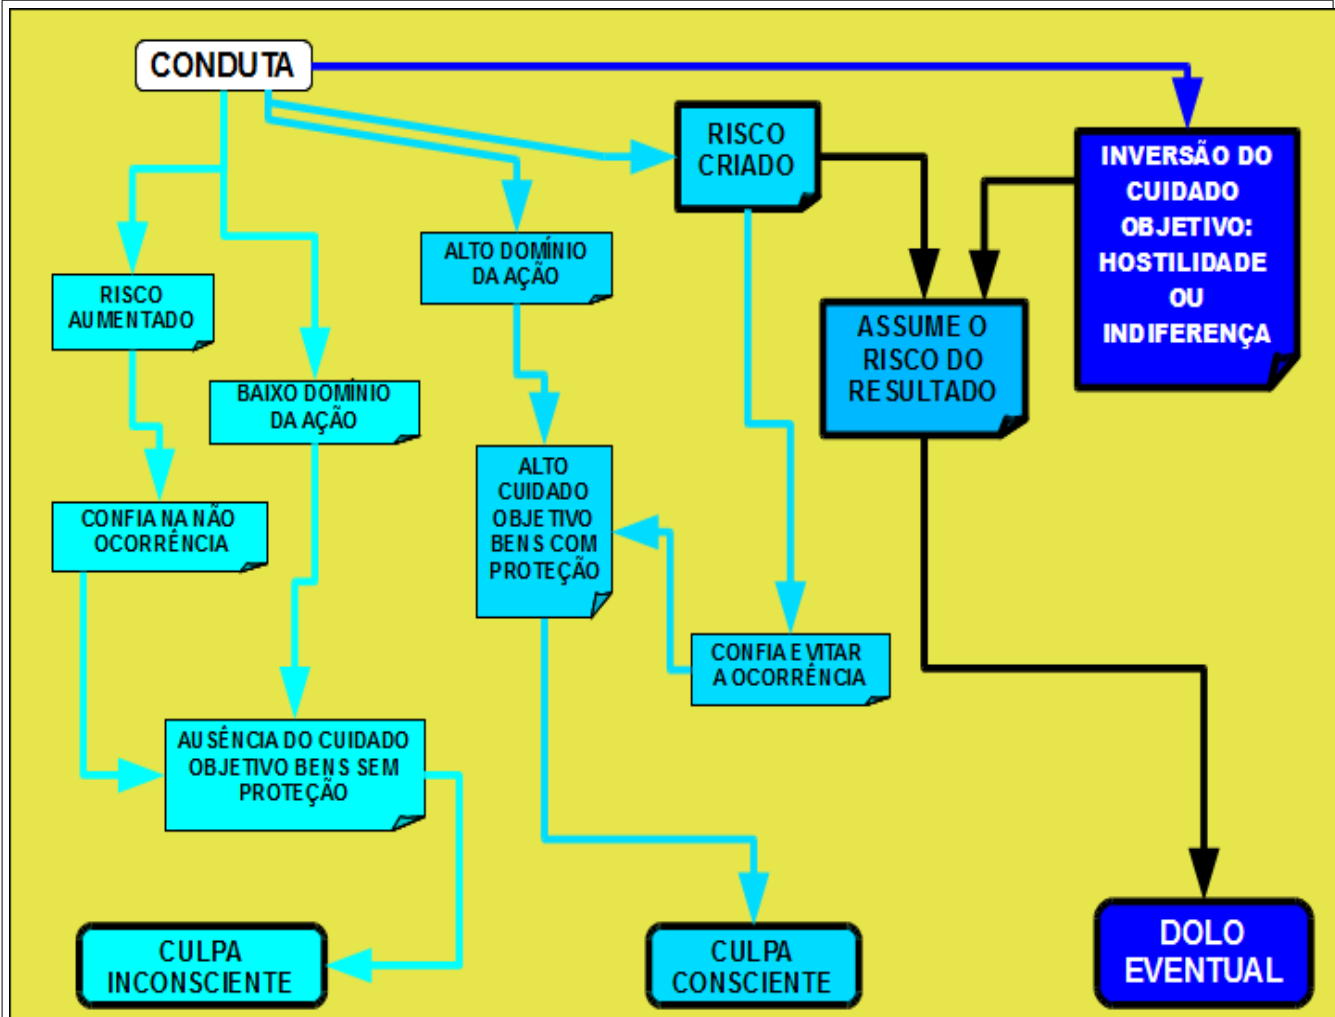 CONDUTA
RISCO
CRIADO
INVERSÃO DO
CUIDADO
OBJETIVO:
HOSTILIDADE
OU
INDIFERENÇA
ALTO DOMÍNIO
DA AÇÃO
RISCO
AUMENTADO
ASSUME O
RISCO DO
RESULTADO
BAIXO DOMÍNIO
DA AÇÃO
ALTO
CUIDADO
OBJETIVO
BENS COM
PROTEÇÃO
CONFIA NA NÃO
OCORRÊNCIA
CONFIA EVITAR
A OCORRÊNCIA
AUSÊNCIA DO CUIDADO
OBJETIVO BENS SEM
PROTEÇÃO
CULPA
INCONSCIENTE
CULPA
CONSCIENTE
DOLO
EVENTUAL